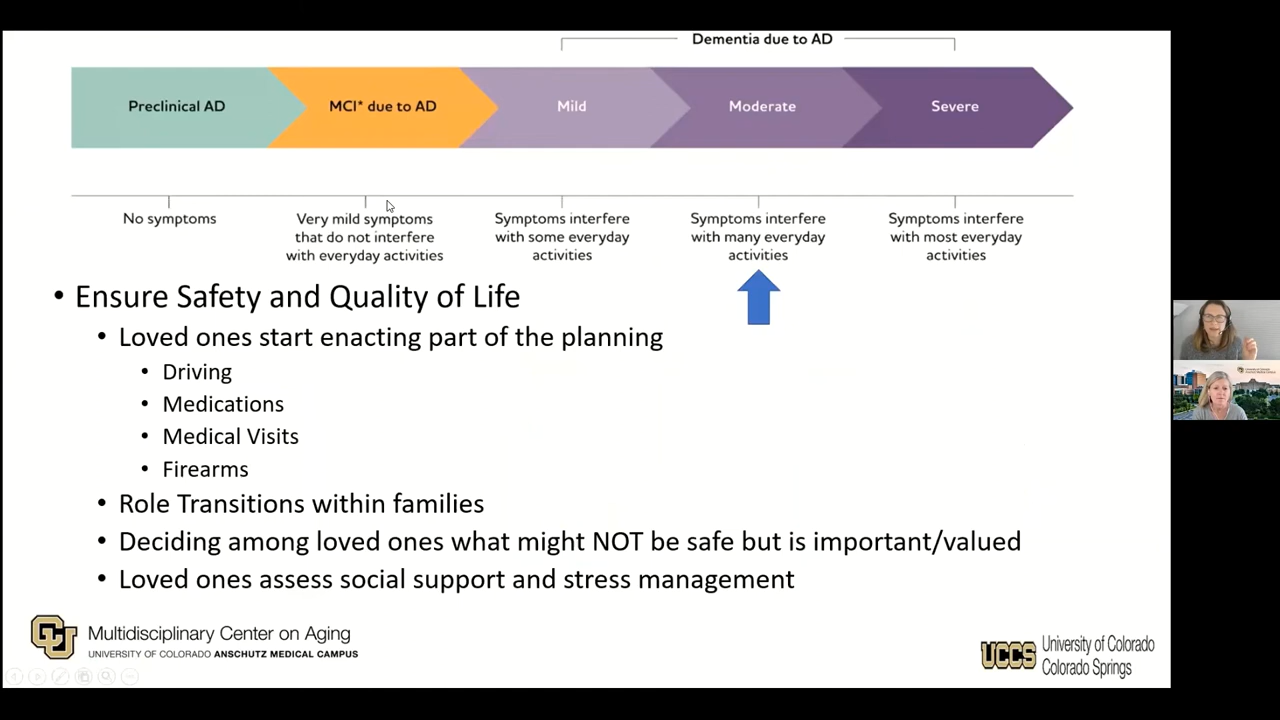 Dementia due to AD
Preclinical AD
MCI* due to AD
Mild
Moderate
Severe
No symptoms
Very mild symptoms
that do not interfere
with everyday activities
Symptoms interfere
with some everyday
activities
Symptoms interfere
with many everyday
activities
Symptoms interfere
with most everyday
activities
• Ensure Safety and Quality of Life
• Loved ones start enacting part of the planning
• Driving
• Medications
• Medical Visits
• Firearms
• Role Transitions within families
• Deciding among loved ones what might NOT be safe but is important/valued
• Loved ones assess social support and stress management
CU
Multidisciplinary Center on Aging
UNIVERSITY OF COLORADO ANSCHUTZ MEDICAL CAMPUS
UCCS
University of Colorado
Colorado Springs